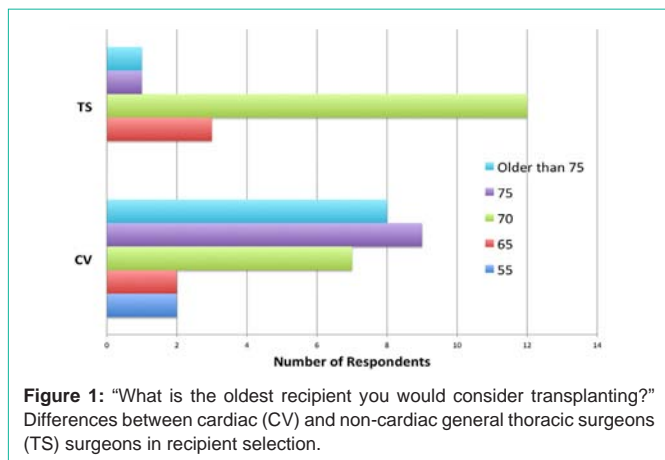 TS
CV
Older than 75
75
70
65
55
0 2 4 6 8 10 12 14
Number of Respondents
Figure 1: “What is the oldest recipient you would consider transplanting?”
Differences between cardiac (CV) and non-cardiac general thoracic surgeons
(TS) surgeons in recipient selection.